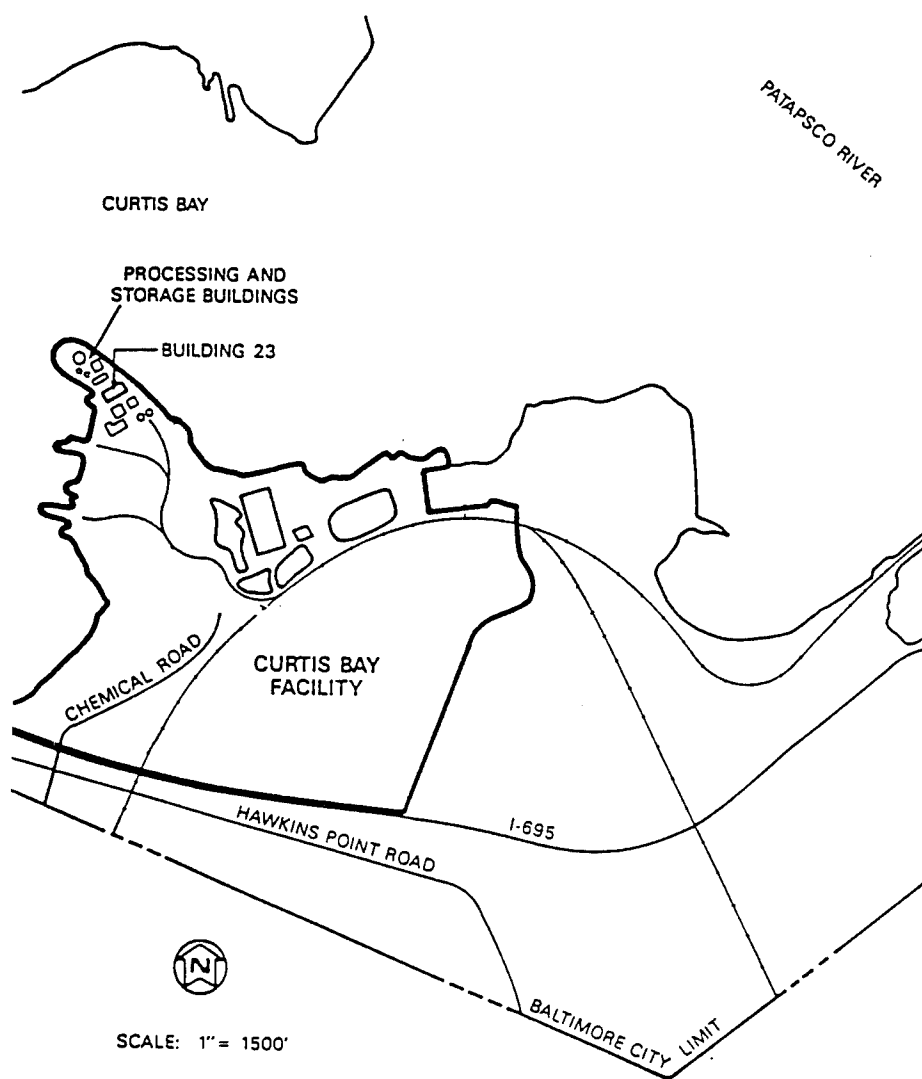 PATAPSCO RIVER
CURTIS BAY
PROCESSING AND
STORAGE BUILDINGS
BUILDING 23
CHEMICAL ROAD
CURTIS BAY
FACILITY
HAWKINS POINT ROAD
I-695
N
BALTIMORE CITY LIMIT
SCALE: 1" = 1500'